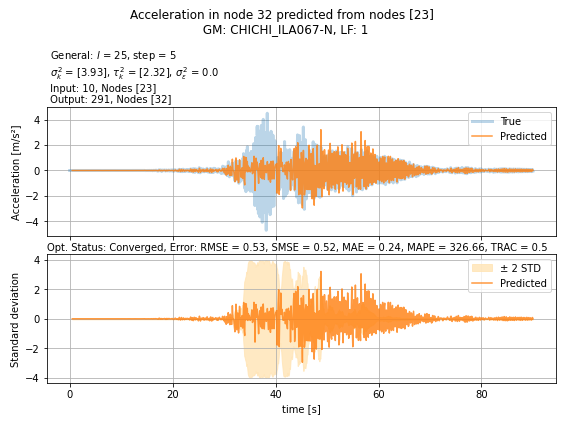 Acceleration in node 32 predicted from nodes [23]
GM: CHICHI_ILA067-N, LF: 1
General: l = 25, step = 5
σ²ₖ = [3.93], τ²ₖ = [2.32], σ²ε = 0.0
Input: 10, Nodes [23]
Output: 291, Nodes [32]
4
2
0
−2
−4
Acceleration [m/s²]
True
Predicted
Opt. Status: Converged, Error: RMSE = 0.53, SMSE = 0.52, MAE = 0.24, MAPE = 326.66, TRAC = 0.5
4
2
0
−2
−4
Standard deviation
± 2 STD
Predicted
0 20 40 60 80
time [s]